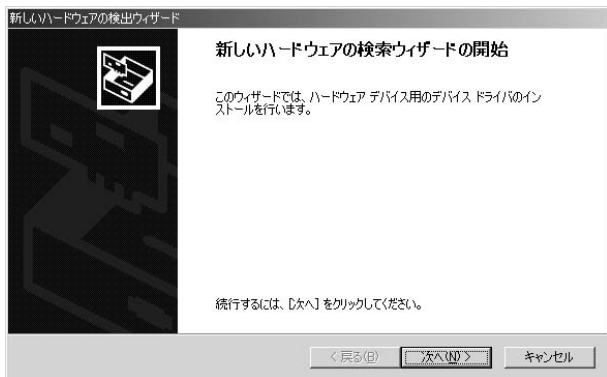 新しいハードウェアの検出ウィザード
新しいハードウェアの検索ウィザードの開始
このウィザードでは、ハードウェア デバイス用のデバイス ドライバのイン
ストールを行います。
続行するには、[次へ] をクリックしてください。
< 戻る(B)
次へ(N) >
キャンセル